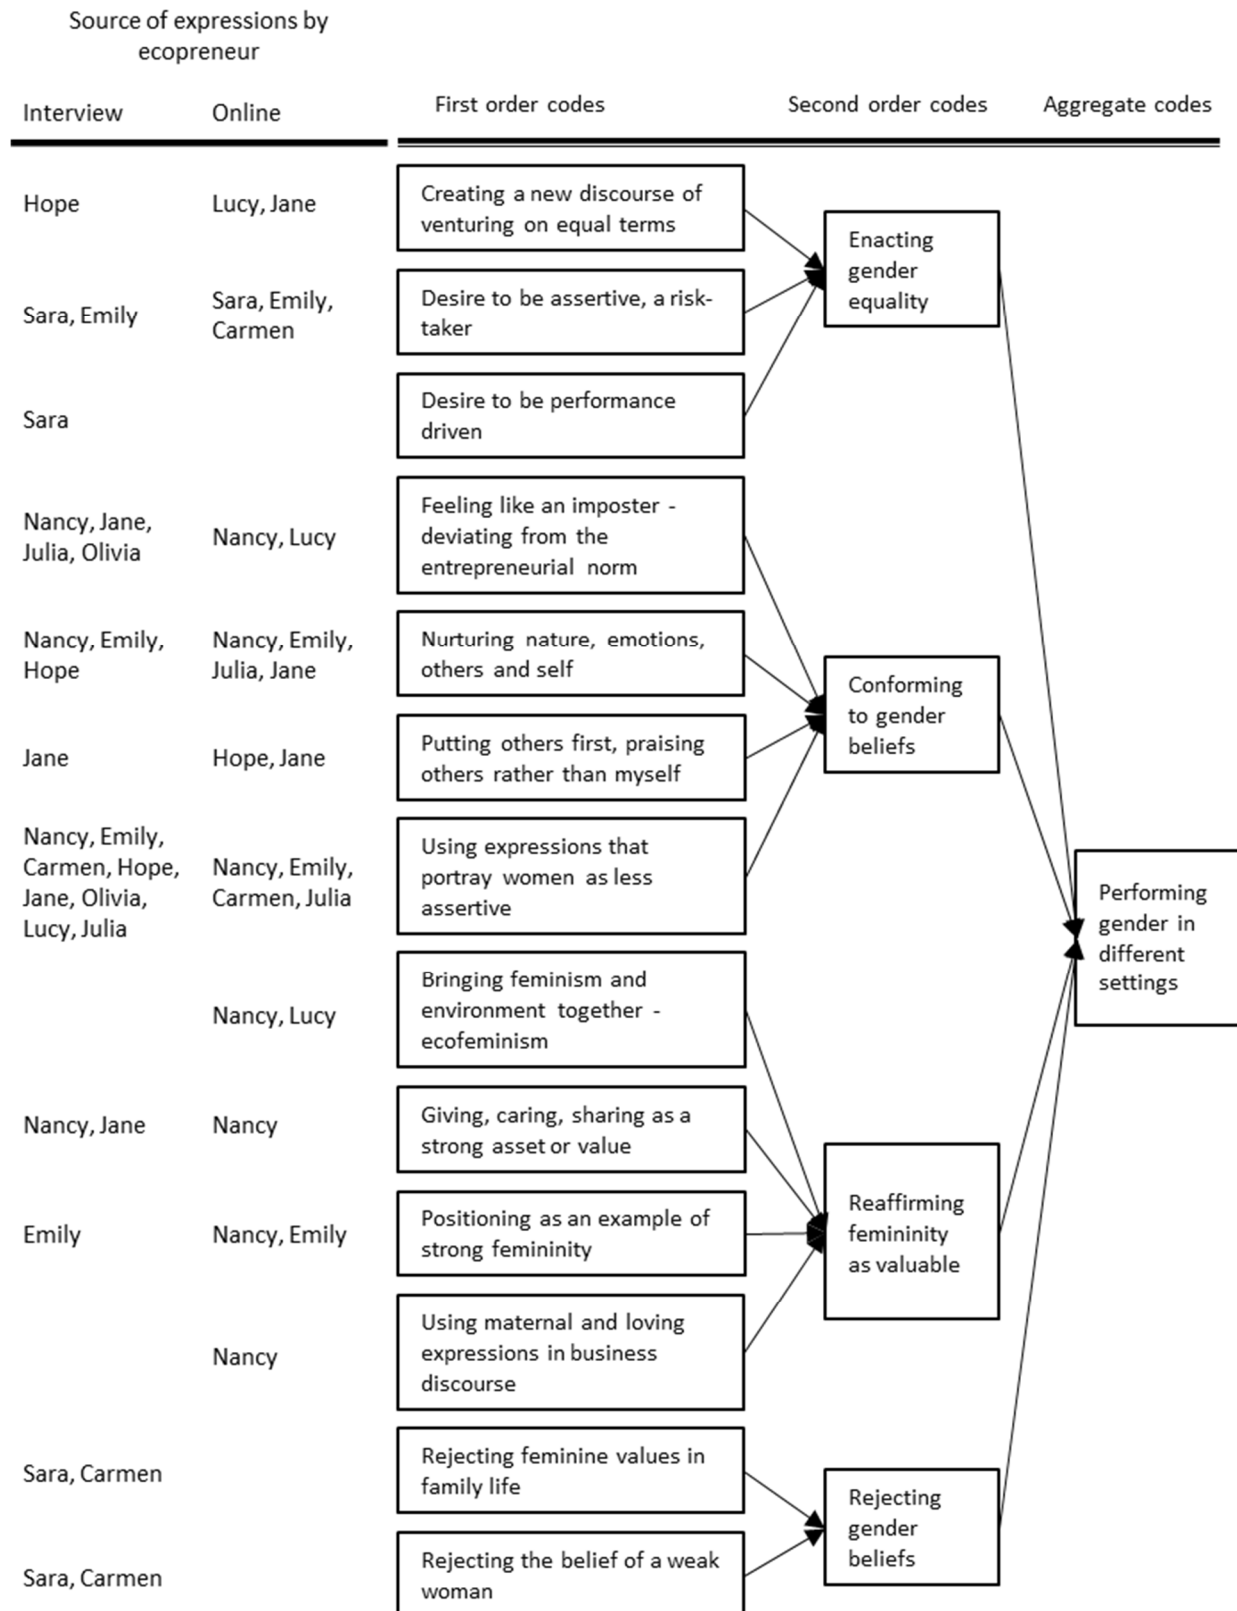 Source of expressions by
ecopreneur
Interview
Online
First order codes
Second order codes
Aggregate codes
Hope
Lucy, Jane
Creating a new discourse of
venturing on equal terms
Sara, Emily
Sara, Emily,
Carmen
Desire to be assertive, a risk-
taker
Sara
Desire to be performance
driven
Enacting
gender
equality
Nancy, Jane,
Julia, Olivia
Nancy, Lucy
Feeling like an imposter -
deviating from the
entrepreneurial norm
Nancy, Emily,
Hope
Nancy, Emily,
Julia, Jane
Nurturing nature, emotions,
others and self
Jane
Hope, Jane
Putting others first, praising
others rather than myself
Nancy, Emily,
Carmen, Hope,
Jane, Olivia,
Lucy, Julia
Nancy, Emily,
Carmen, Julia
Using expressions that
portray women as less
assertive
Conforming
to gender
beliefs
Nancy, Lucy
Bringing feminism and
environment together -
ecofeminism
Nancy, Jane
Nancy
Giving, caring, sharing as a
strong asset or value
Emily
Nancy, Emily
Positioning as an example of
strong femininity
Nancy
Using maternal and loving
expressions in business
discourse
Reaffirming
femininity
as valuable
Sara, Carmen
Rejecting feminine values in
family life
Sara, Carmen
Rejecting the belief of a weak
woman
Rejecting
gender
beliefs
Performing
gender in
different
settings